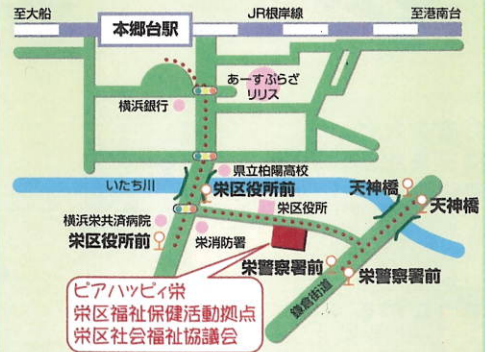 至大船
本郷台駅
JR根岸線
至港南台
あーすぷらざ
リリス
横浜銀行
県立柏陽高校
いたち川
栄区役所前
天神橋
天神橋
栄区役所
横浜栄共済病院
栄区役所前
栄消防署
栄警察署前
栄警察署前
鎌倉街道
ピアハッピィ栄
栄区福祉保健活動拠点
栄区社会福祉協議会